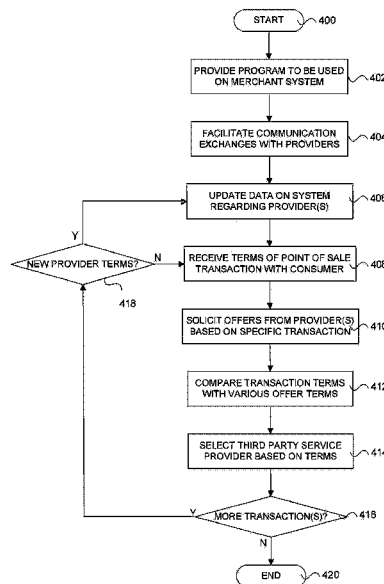 START
400
PROVIDE PROGRAM TO BE USED
ON MERCHANT SYSTEM
402
FACILITATE COMMUNICATION
EXCHANGES WITH PROVIDERS
404
UPDATE DATA ON SYSTEM
REGARDING PROVIDER(S)
406
Y
NEW PROVIDER TERMS?
N
418
RECEIVE TERMS OF POINT OF SALE
TRANSACTION WITH CONSUMER
408
SOLICIT OFFERS FROM PROVIDER(S)
BASED ON SPECIFIC TRANSACTION
410
COMPARE TRANSACTION TERMS
WITH VARIOUS OFFER TERMS
412
SELECT THIRD PARTY SERVICE
PROVIDER BASED ON TERMS
414
Y
MORE TRANSACTION(S)?
416
N
END
420